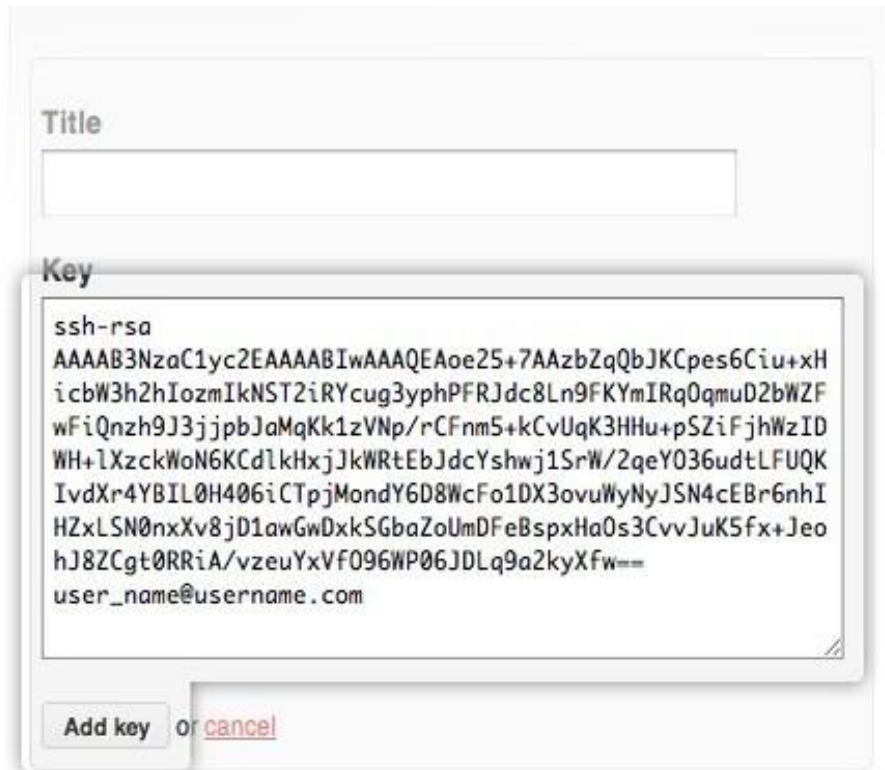 Title
Key
ssh-rsa
AAAAB3NzaC1yc2EAAAABIwAAAQEAoe25+7AAzbZqQbJKCpes6Ciu+xH
icbW3h2hIozmIkNST2iRYcug3yphPFRJdc8Ln9FKYmIRqOqmuD2bWZF
wFiQnzh9J3jjpbJaMqKk1zVNp/rCFnm5+kCvUqK3HHu+pSZiFjhWzID
WH+lXzckWoN6KCdlkHxjJkWRtEbJdcYshwj1SrW/2qeYO36udtLFUQK
IvdXr4YBIL0H406iCTpjMondY6D8WcFo1DX3ovuWyNyJSN4cEBr6nhI
HZxLSN0nxXv8jD1awGwDxkSGbaZoUmDFeBspxHaOs3CvvJuK5fx+Jeo
hJ8ZCgt0RRiA/vzeuYxVfO96WP06JDLq9a2kyXfw==
user_name@username.com
Add key or cancel